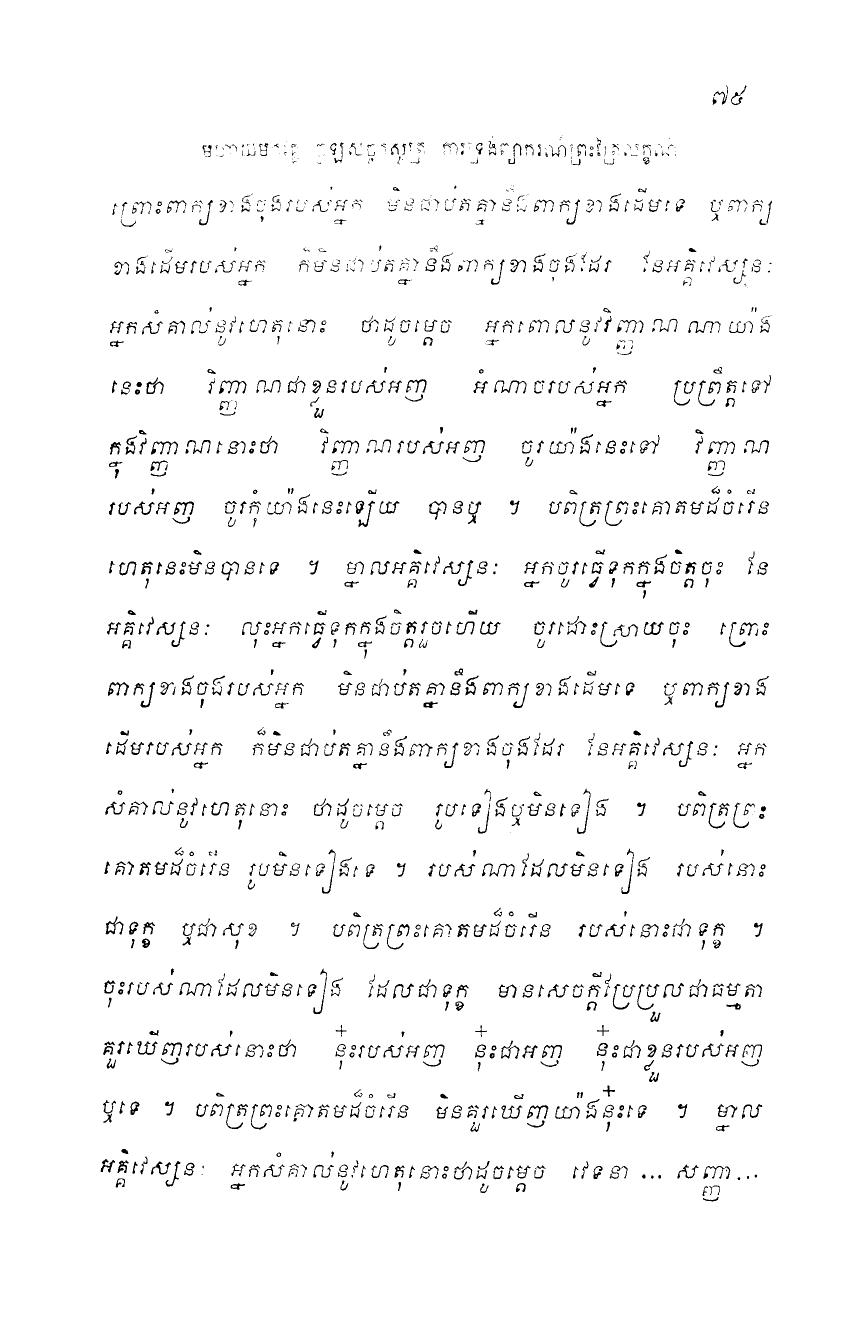 ៧៥
មហាយមកវគ្គ ចូឡសច្ចកសូត្រ ការទ្រង់ព្យាករណ៍ព្រះត្រៃលក្ខណ៍
ព្រោះពាក្យខាងចុងរបស់អ្នក មិនជាប់តគ្នានឹងពាក្យខាងដើមទេ ឬពាក្យ
ខាងដើមរបស់អ្នក ក៏មិនជាប់តគ្នានឹងពាក្យខាងចុងដែរ នែអគ្គិវេស្សនៈ
អ្នកសំគាល់នូវហេតុនោះ ថាដូចម្តេច អ្នកពោលនូវវិញ្ញាណណាយ៉ាង
នេះថា វិញ្ញាណជាខ្លួនរបស់អញ អំណាចរបស់អ្នក ប្រព្រឹត្តទៅ
ក្នុងវិញ្ញាណនោះថា វិញ្ញាណរបស់អញ ចូរយ៉ាងនេះទៅ វិញ្ញាណ
របស់អញ ចូរកុំយ៉ាងនេះឡើយ បានឬ ។ បពិត្រព្រះគោតមដ៏ចំរើន
ហេតុនេះមិនបានទេ ។ ម្នាលអគ្គិវេស្សនៈ អ្នកចូរធ្វើទុកក្នុងចិត្តចុះ នែ
អគ្គិវេស្សនៈ លុះអ្នកធ្វើទុកក្នុងចិត្តរួចហើយ ចូរដោះស្រាយចុះ ព្រោះ
ពាក្យខាងចុងរបស់អ្នក មិនជាប់តគ្នានឹងពាក្យខាងដើមទេ ឬពាក្យខាង
ដើមរបស់អ្នក ក៏មិនជាប់តគ្នានឹងពាក្យខាងចុងដែរ នែអគ្គិវេស្សនៈ អ្នក
សំគាល់នូវហេតុនោះ ថាដូចម្តេច រូបទៀងឬមិនទៀង ។ បពិត្រព្រះ
គោតមដ៏ចំរើន រូបមិនទៀងទេ ។ របស់ណាដែលមិនទៀង របស់នោះ
ជាទុក្ខ ឬជាសុខ ។ បពិត្រព្រះគោតមដ៏ចំរើន របស់នោះជាទុក្ខ ។
ចុះរបស់ណាដែលមិនទៀង ដែលជាទុក្ខ មានសេចក្តីប្រែប្រួលជាធម្មតា
គួរឃើញរបស់នោះថា នុ៎ះរបស់អញ នុ៎ះជាអញ នុ៎ះជាខ្លួនរបស់អញ
ឬទេ ។ បពិត្រព្រះគោតមដ៏ចំរើន មិនគួរឃើញយ៉ាងនុ៎ះទេ ។ ម្នាល
អគ្គិវេស្សនៈ អ្នកសំគាល់នូវហេតុនោះថាដូចម្តេច វេទនា ... សញ្ញា ...